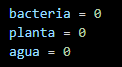 bacteria = 0
planta = 0
agua = 0